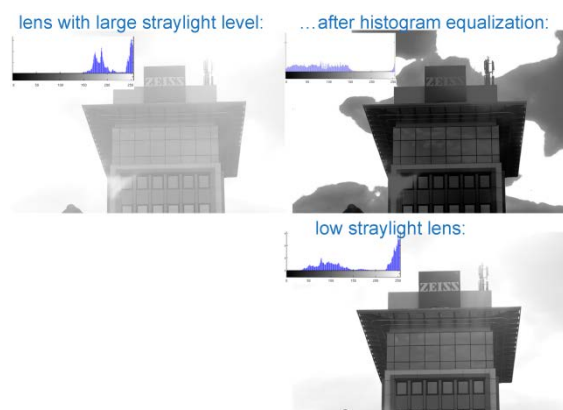 lens with large straylight level:
…after histogram equalization:
ZEISS
ZEISS
low straylight lens:
ZEISS